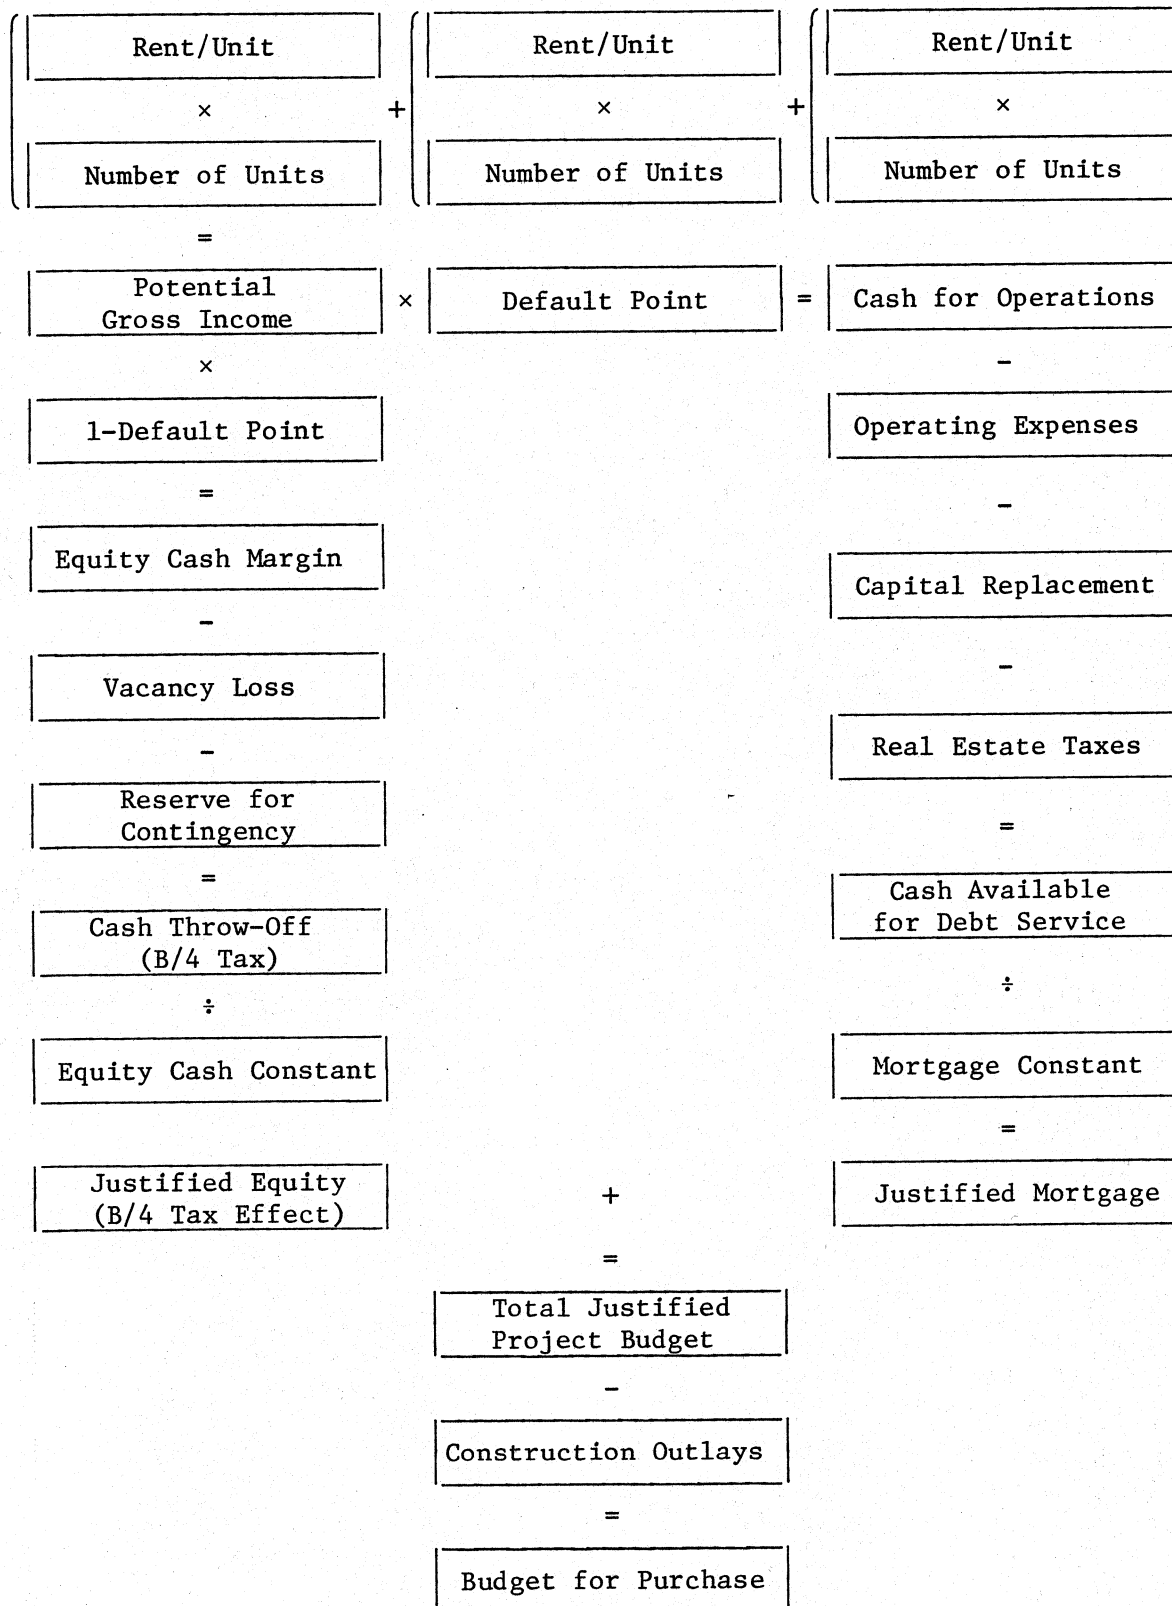 Rent/Unit Rent/Unit Rent/Unit
× + × + ×
Number of Units Number of Units Number of Units
=
Potential
Gross Income × Default Point = Cash for Operations
× -
1-Default Point Operating Expenses
= -
Equity Cash Margin Capital Replacement
- -
Vacancy Loss Real Estate Taxes
- =
Reserve for
Contingency
=
Cash Available
for Debt Service
Cash Throw-Off
(B/4 Tax)
÷ ÷
Equity Cash Constant Mortgage Constant
=
Justified Equity
(B/4 Tax Effect) + Justified Mortgage
=
Total Justified
Project Budget
-
Construction Outlays
=
Budget for Purchase